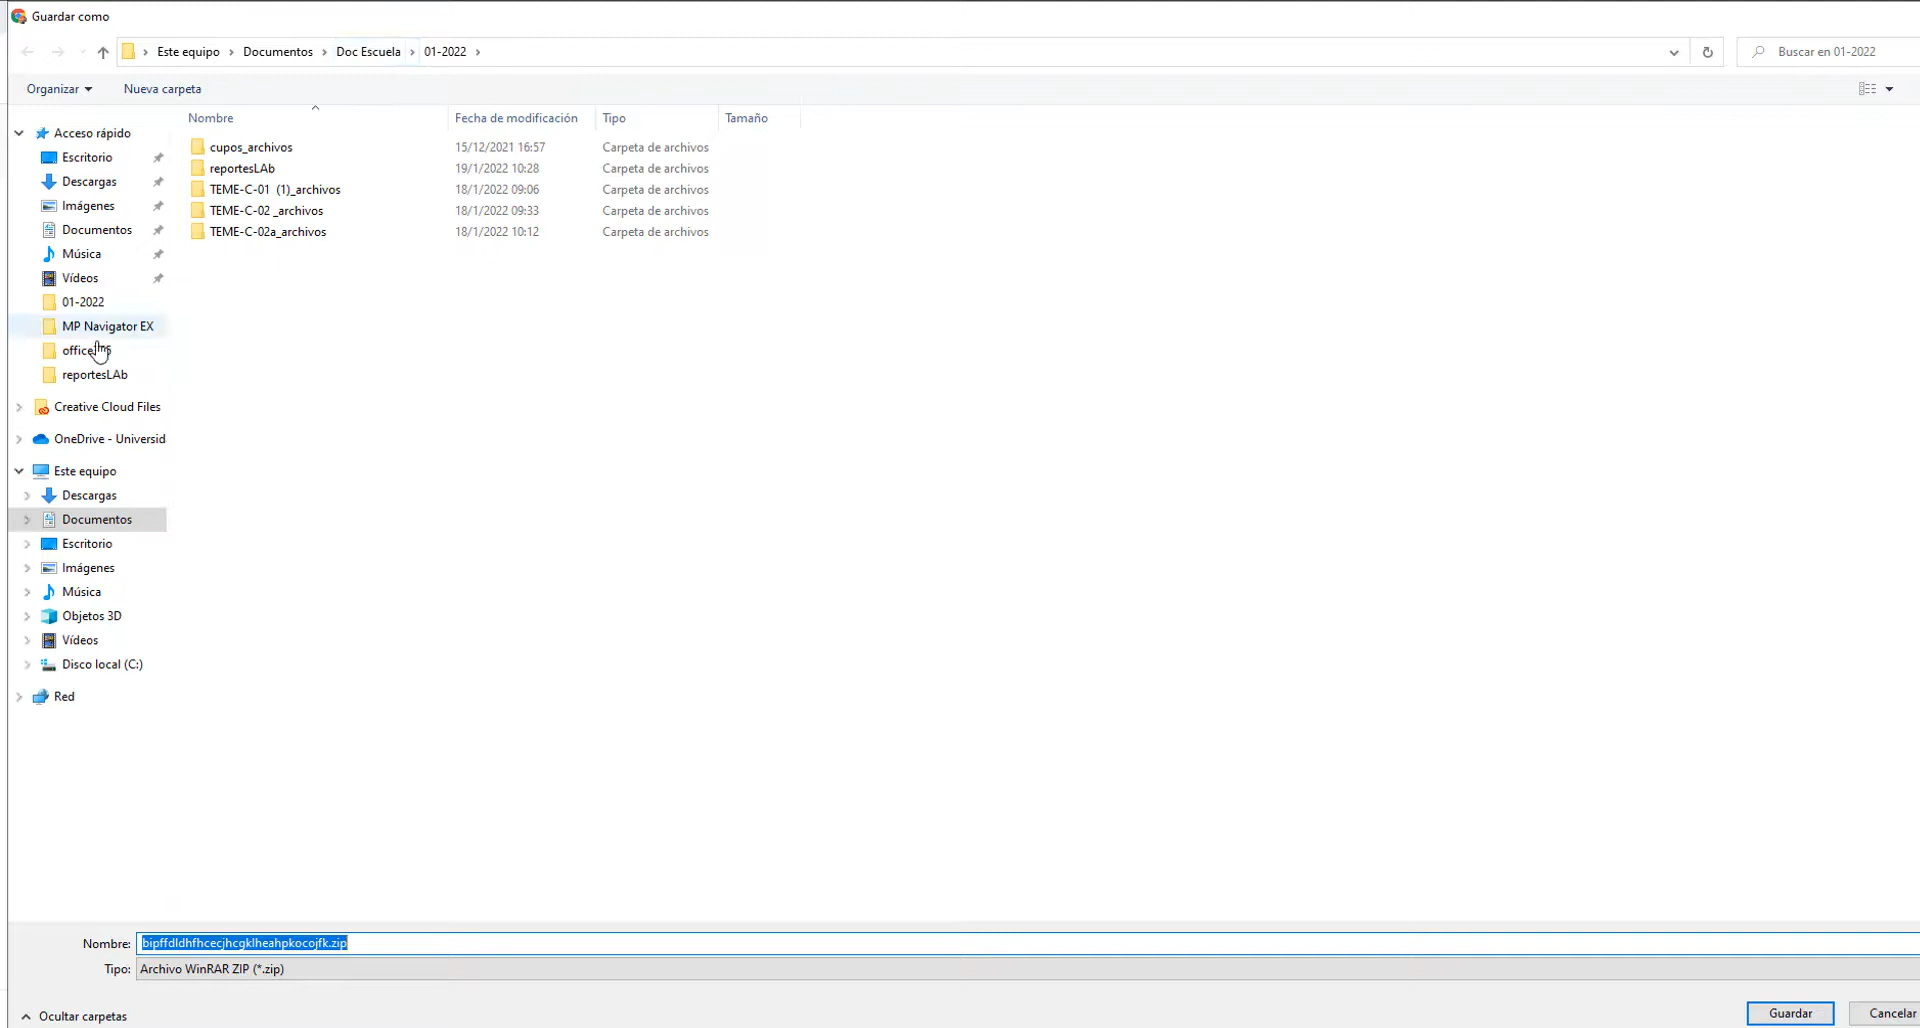 Guardar como
Este equipo > Documentos > Doc Escuela > 01-2022 >
Buscar en 01-2022
Organizar
Nueva carpeta
Nombre Fecha de modificación Tipo Tamaño
cupos_archivos 15/12/2021 16:57 Carpeta de archivos
reportesLAb 19/1/2022 10:28 Carpeta de archivos
TEME-C-01 (1)_archivos 18/1/2022 09:06 Carpeta de archivos
TEME-C-02 _archivos 18/1/2022 09:33 Carpeta de archivos
TEME-C-02a_archivos 18/1/2022 10:12 Carpeta de archivos
Acceso rápido
Escritorio
Descargas
Imágenes
Documentos
Música
Vídeos
01-2022
MP Navigator EX
reportesLAb
Creative Cloud Files
OneDrive - Universid
Este equipo
Descargas
Documentos
Escritorio
Imágenes
Música
Objetos 3D
Vídeos
Disco local (C:)
Red
Nombre: bipffdldhfhcecjhcgklheahpkocojfk.zip
Tipo: Archivo WinRAR ZIP (*.zip)
Ocultar carpetas
Guardar
Cancelar